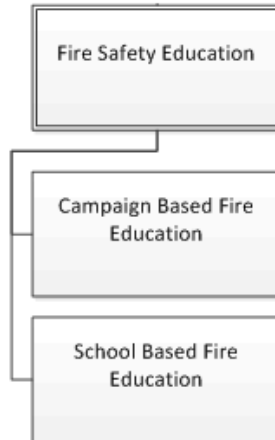 Fire Safety Education
Campaign Based Fire
Education
School Based Fire
Education